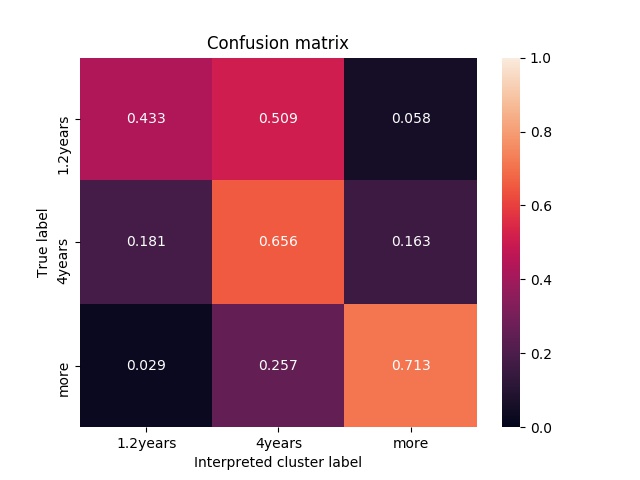 Confusion matrix
1.2years 0.433 0.509 0.058
4years 0.181 0.656 0.163
more 0.029 0.257 0.713
True label
1.2years 4years more
Interpreted cluster label
1.0
0.8
0.6
0.4
0.2
0.0